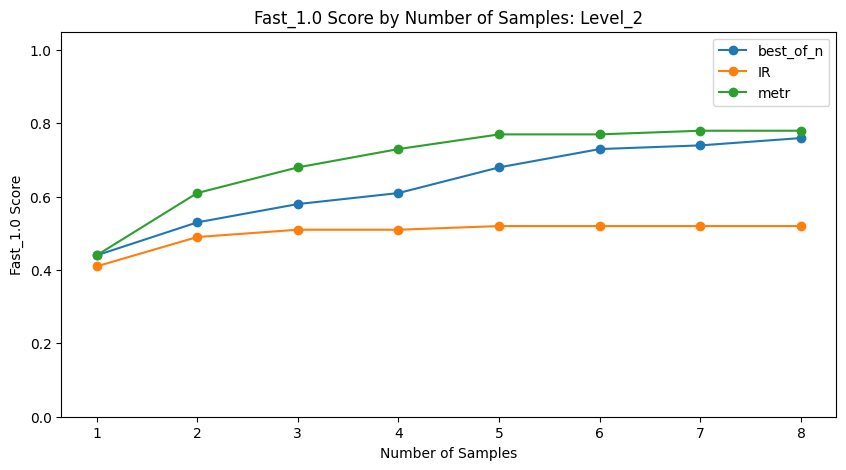 Fast_1.0 Score by Number of Samples: Level_2
best_of_n
IR
metr
Fast_1.0 Score
1.0
0.8
0.6
0.4
0.2
0.0
1 2 3 4 5 6 7 8
Number of Samples